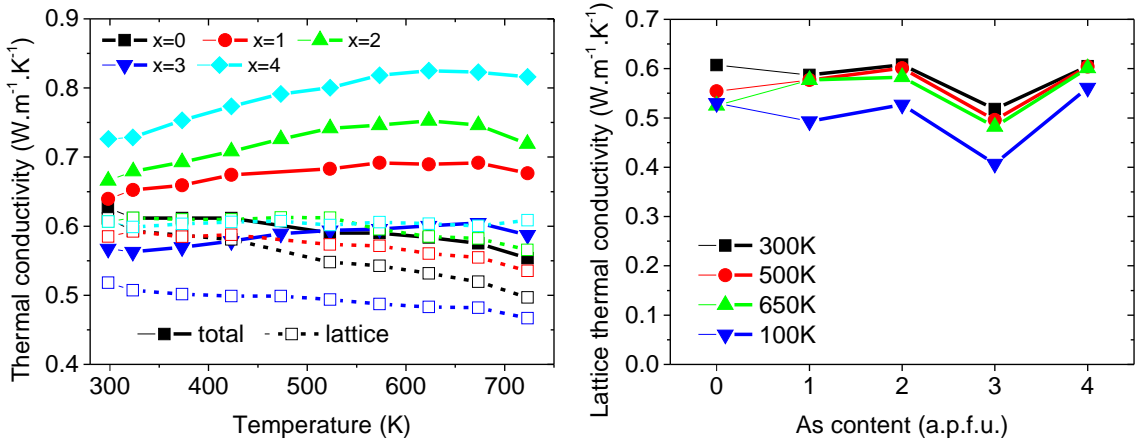 0.9
0.8
0.7
0.6
0.5
0.4
Thermal conductivity (W.m⁻¹.K⁻¹)
x=0 x=1 x=2
x=3 x=4
total lattice
300 400 500 600 700
Temperature (K)
0.7
0.6
0.5
0.4
0.3
0.2
0.1
0.0
Lattice thermal conductivity (W.m⁻¹.K⁻¹)
300K
500K
650K
100K
0 1 2 3 4
As content (a.p.f.u.)